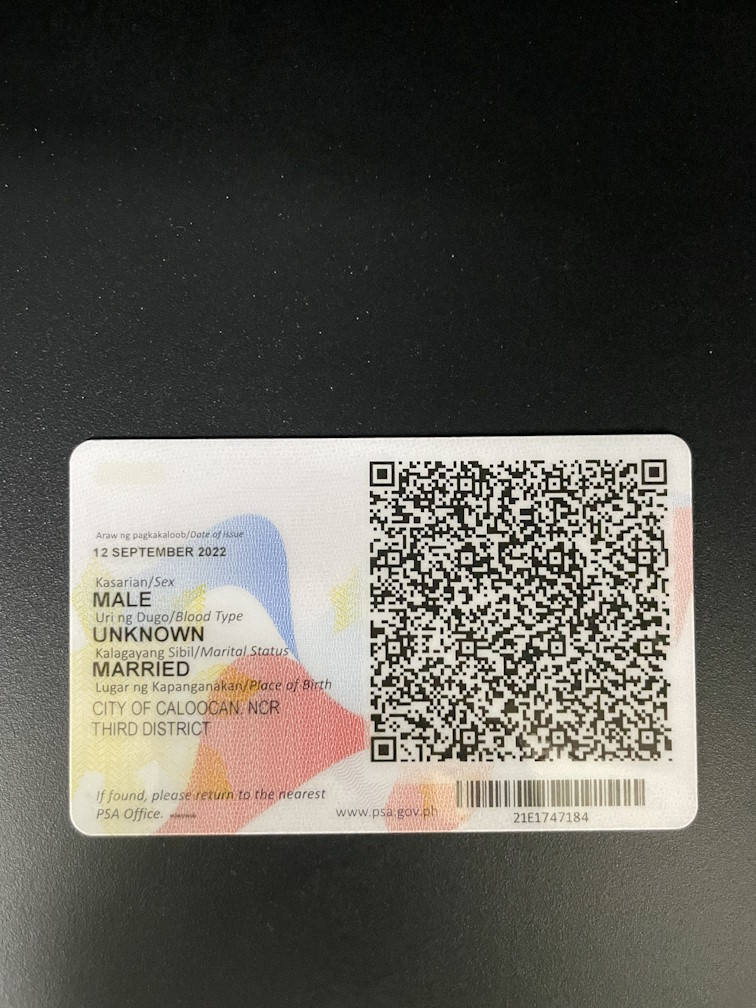 Araw ng pagkakaloob/Date of Issue
12 SEPTEMBER 2022
Kasarian/Sex
MALE
Uri ng Dugo/Blood Type
UNKNOWN
Kalagayang Sibil/Marital Status
MARRIED
Lugar ng Kapanganakan/Place of Birth
CITY OF CALOOCAN, NCR
THIRD DISTRICT
If found, please return to the nearest
PSA Office.
www.psa.gov.ph
21E1747184